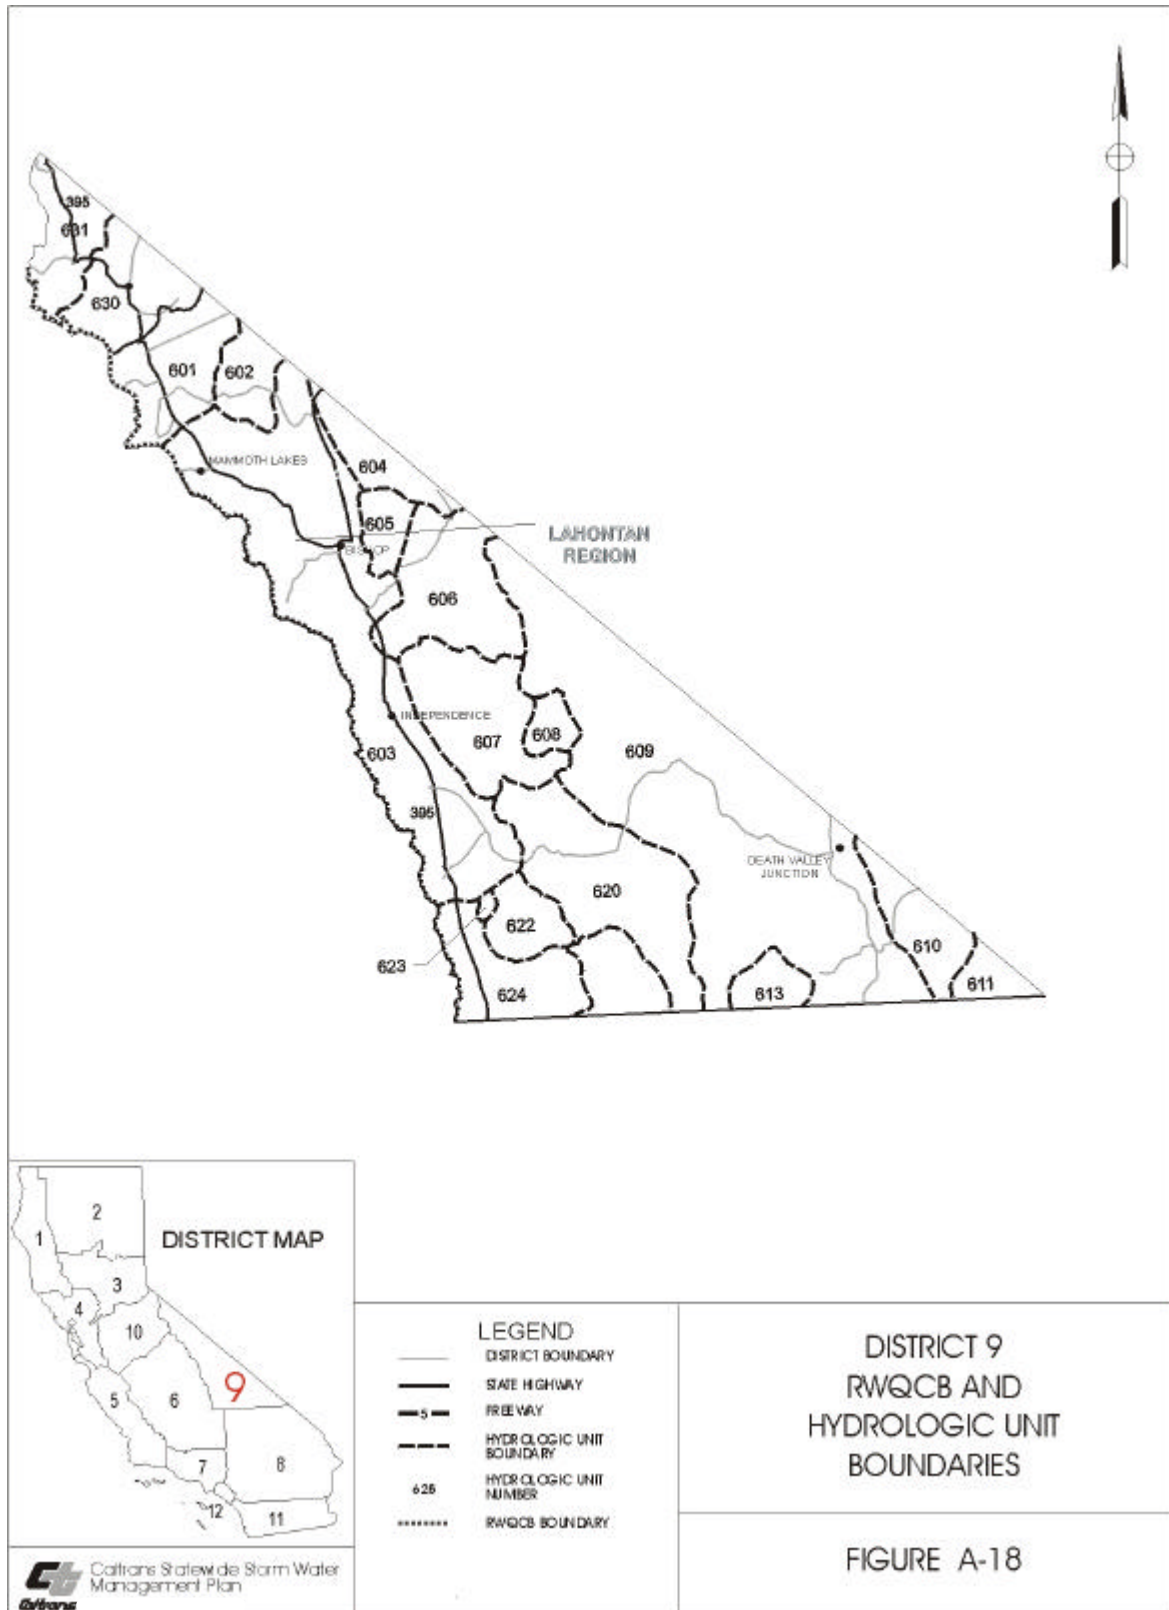 395
631
630
601
602
MAMMOTH LAKES
604
605
BISHOP
LAHONTAN
REGION
606
INDEPENDENCE
603
607
608
609
395
DEATH VALLEY
JUNCTION
620
622
623
624
610
611
613
DISTRICT MAP
1
2
3
4
10
5
6
9
7
8
12
11
Caltrans Statewide Storm Water
Management Plan
Caltrans
LEGEND
DISTRICT BOUNDARY
STATE HIGHWAY
5
FREEWAY
HYDROLOGIC UNIT
BOUNDARY
625
HYDROLOGIC UNIT
NUMBER
RWQCB BOUNDARY
DISTRICT 9
RWQCB AND
HYDROLOGIC UNIT
BOUNDARIES
FIGURE A-18